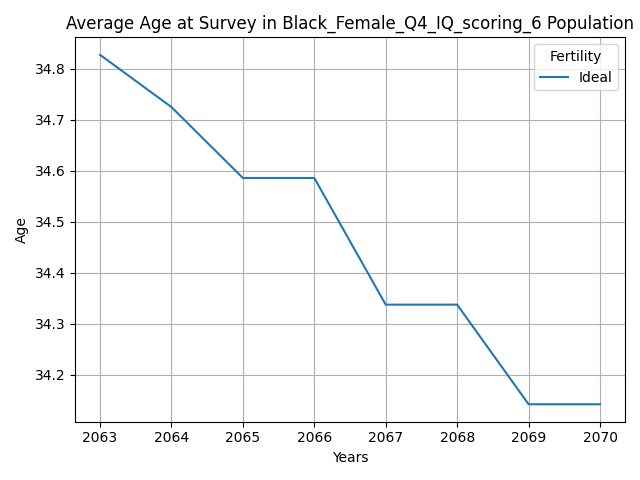 Average Age at Survey in Black_Female_Q4_IQ_scoring_6 Population
Fertility
Ideal
34.8
34.7
34.6
34.5
34.4
34.3
34.2
Age
2063 2064 2065 2066 2067 2068 2069 2070
Years